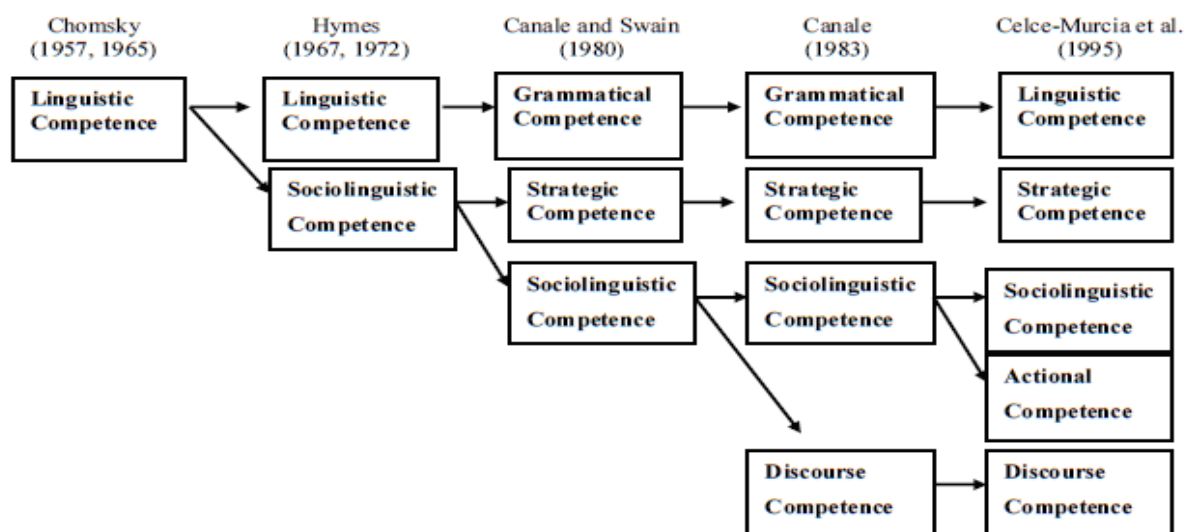 Chomsky
(1957, 1965)
Hymes
(1967, 1972)
Canale and Swain
(1980)
Canale
(1983)
Celce-Murcia et al.
(1995)
Linguistic
Competence
Linguistic
Competence
Grammatical
Competence
Grammatical
Competence
Linguistic
Competence
Sociolinguistic
Competence
Strategic
Competence
Strategic
Competence
Strategic
Competence
Sociolinguistic
Competence
Sociolinguistic
Competence
Sociolinguistic
Competence
Actional
Competence
Discourse
Competence
Discourse
Competence